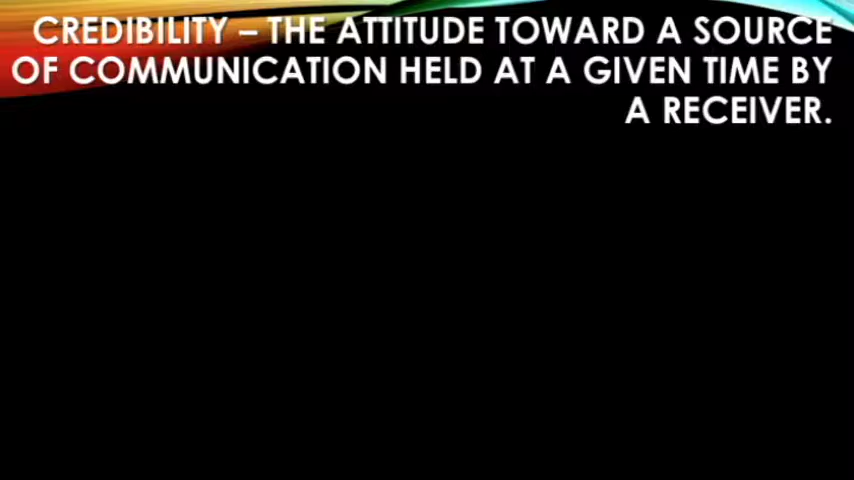 CREDIBILITY – THE ATTITUDE TOWARD A SOURCE
OF COMMUNICATION HELD AT A GIVEN TIME BY
A RECEIVER.